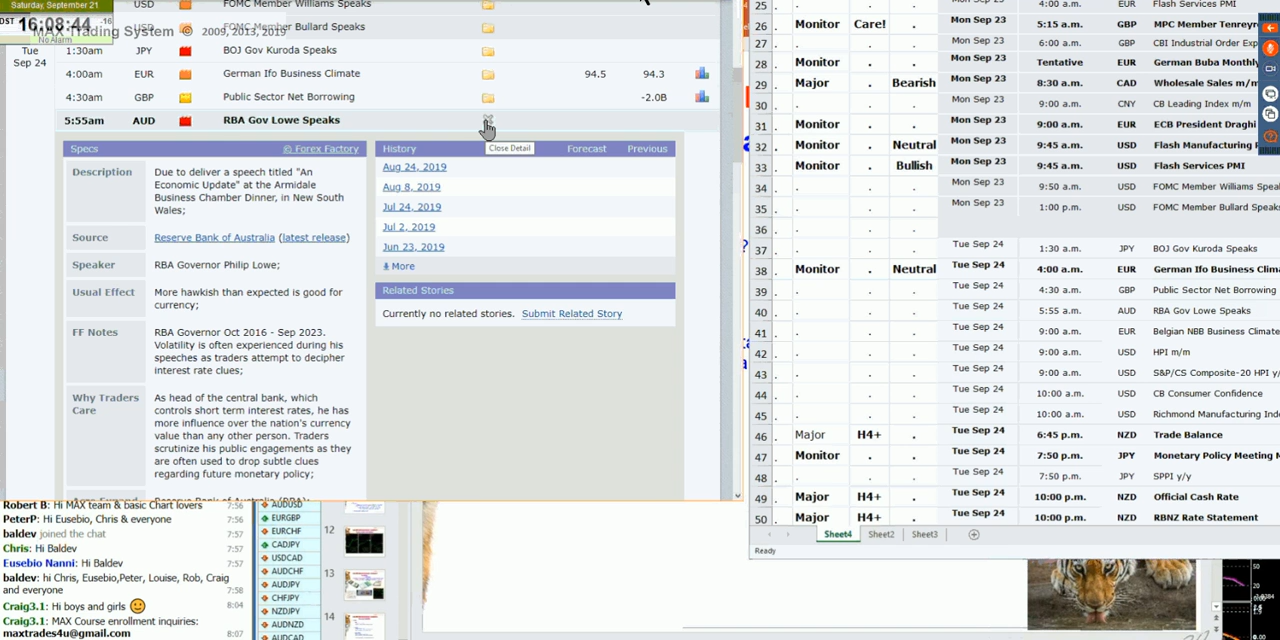 Saturday, September 21
DST 16:08:44 .16
No Alarm
MAX Trading System © 2009, 2013, 2019
USD FOMC Member Williams Speaks
USD FOMC Member Bullard Speaks
Tue
Sep 24
1:30am JPY BOJ Gov Kuroda Speaks
4:00am EUR German Ifo Business Climate 94.5 94.3
4:30am GBP Public Sector Net Borrowing -2.0B
5:55am AUD RBA Gov Lowe Speaks
Close Detail
Specs © Forex Factory
Description
Due to deliver a speech titled "An
Economic Update" at the Armidale
Business Chamber Dinner, in New South
Wales;
Source
Reserve Bank of Australia (latest release)
Speaker
RBA Governor Philip Lowe;
Usual Effect
More hawkish than expected is good for
currency;
FF Notes
RBA Governor Oct 2016 - Sep 2023.
Volatility is often experienced during his
speeches as traders attempt to decipher
interest rate clues;
Why Traders
Care
As head of the central bank, which
controls short term interest rates, he has
more influence over the nation's currency
value than any other person. Traders
scrutinize his public engagements as they
are often used to drop subtle clues
regarding future monetary policy;
History Forecast Previous
Aug 24, 2019
Aug 8, 2019
Jul 24, 2019
Jul 2, 2019
Jun 23, 2019
More
Related Stories
Currently no related stories. Submit Related Story
25 . . . Mon Sep 23 4:00 a.m. EUR Flash Services PMI
26 . Monitor Care! . Mon Sep 23 5:15 a.m. GBP MPC Member Tenreyr
27 . . . . Mon Sep 23 6:00 a.m. GBP CBI Industrial Order Exp
28 . Monitor . . Mon Sep 23 Tentative EUR German Buba Monthly
29 . Major . Bearish Mon Sep 23 8:30 a.m. CAD Wholesale Sales m/m
30 . . . . Mon Sep 23 9:00 a.m. CNY CB Leading Index m/m
31 . Monitor . . Mon Sep 23 9:00 a.m. EUR ECB President Draghi
32 . Monitor . Neutral Mon Sep 23 9:45 a.m. USD Flash Manufacturing
33 . Monitor . Bullish Mon Sep 23 9:45 a.m. USD Flash Services PMI
34 . . . . Mon Sep 23 9:50 a.m. USD FOMC Member Williams Speal
35 . . . . Mon Sep 23 1:00 p.m. USD FOMC Member Bullard Speaks
36
37 . . . . Tue Sep 24 1:30 a.m. JPY BOJ Gov Kuroda Speaks
38 . Monitor . Neutral Tue Sep 24 4:00 a.m. EUR German Ifo Business Clima
39 . . . . Tue Sep 24 4:30 a.m. GBP Public Sector Net Borrowing
40 . . . . Tue Sep 24 5:55 a.m. AUD RBA Gov Lowe Speaks
41 . . . . Tue Sep 24 9:00 a.m. EUR Belgian NBB Business Climate
42 . . . . Tue Sep 24 9:00 a.m. USD HPI m/m
43 . . . . Tue Sep 24 9:00 a.m. USD S&P/CS Composite-20 HPI y/
44 . . . . Tue Sep 24 10:00 a.m. USD CB Consumer Confidence
45 . . . . Tue Sep 24 10:00 a.m. USD Richmond Manufacturing Ind
46 . Major H4+ . Tue Sep 24 6:45 p.m. NZD Trade Balance
47 . Monitor . . Tue Sep 24 7:50 p.m. JPY Monetary Policy Meeting M
48 . . . . Tue Sep 24 7:50 p.m. JPY SPPI y/y
49 . Major H4+ . Tue Sep 24 10:00 p.m. NZD Official Cash Rate
50 . Major H4+ . Tue Sep 24 10:00 p.m. NZD RBNZ Rate Statement
Sheet4 Sheet2 Sheet3
Ready
Robert B: Hi MAX team & basic Chart lovers 7:56
PeterP: Hi Eusebio, Chris & everyone 7:56
baldev joined the chat 7:57
Chris: Hi Baldev 7:57
Eusebio Nanni: Hi Baldev 7:57
baldev: hi Chris, Eusebio,Peter, Louise, Rob, Craig
and everyone 7:58
Craig3.1: Hi boys and girls 8:04
Craig3.1: MAX Course enrollment inquiries:
maxtrades4u@gmail.com 8:07
AUDUSD
EURGBP
EURCHF
CADJPY
USDCAD
AUDCHF
AUDJPY
CHFJPY
NZDJPY
AUDNZD
AUDCAD
12
13
14
50